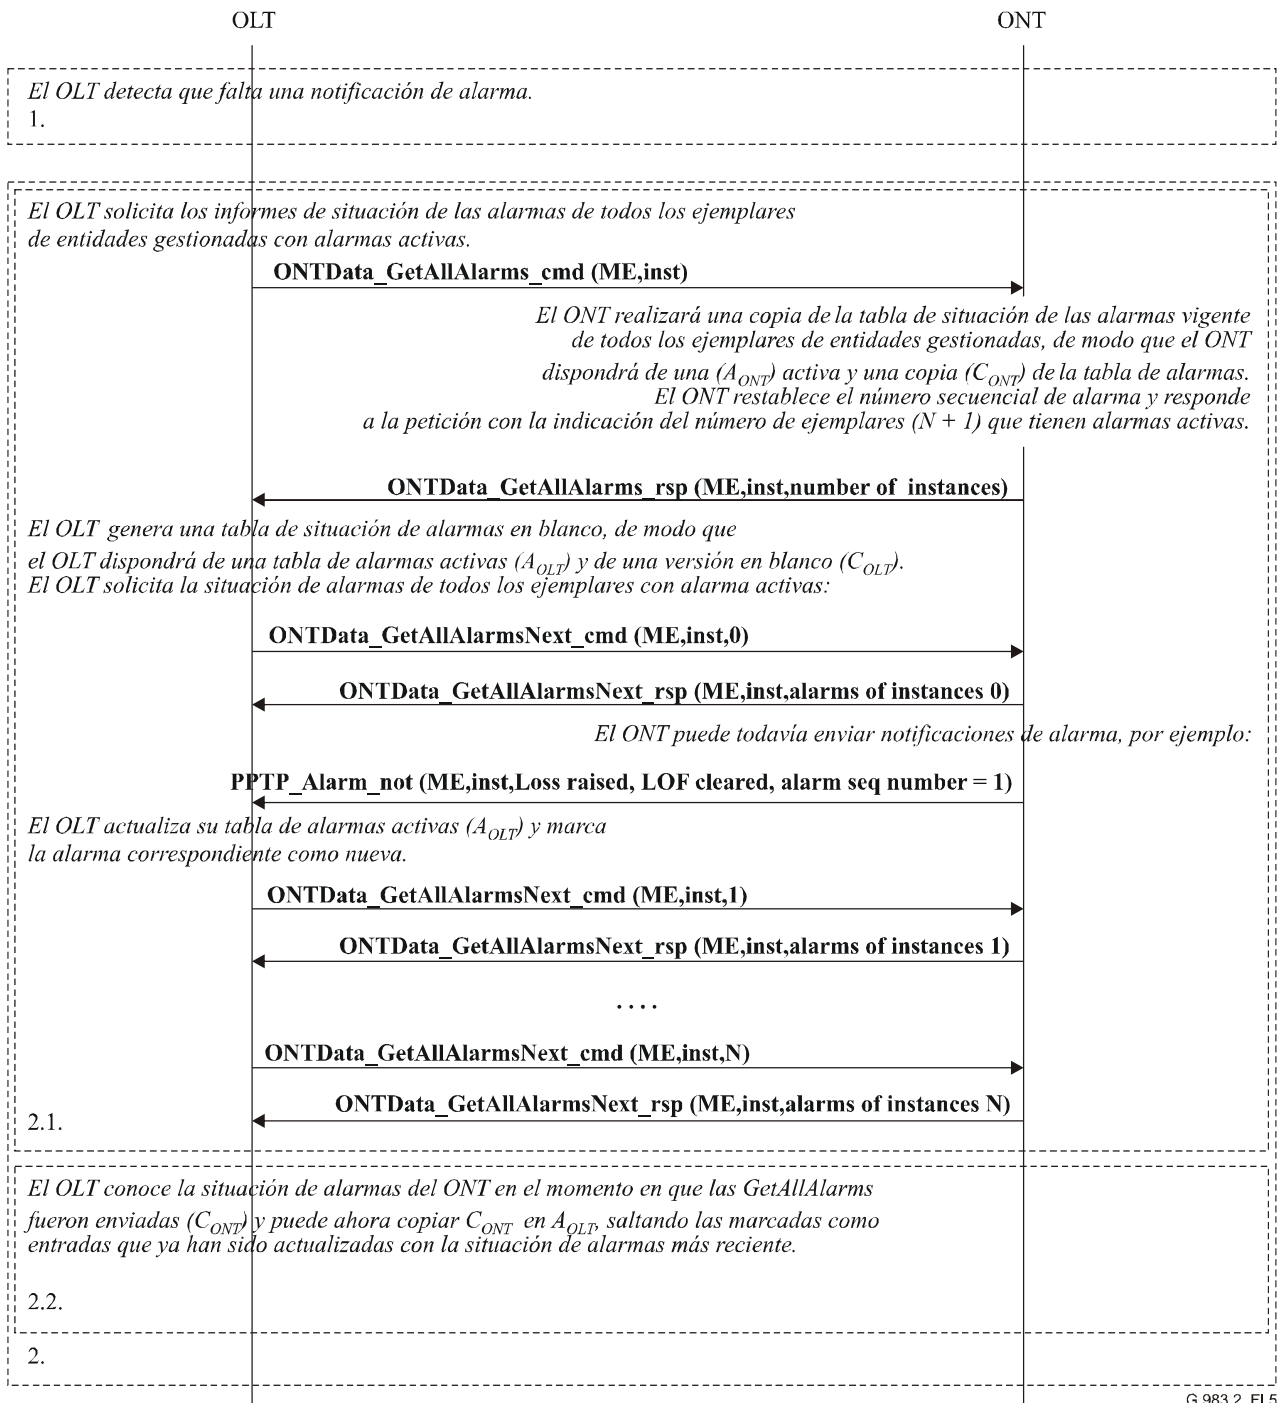 OLT ONT
El OLT detecta que falta una notificación de alarma.
1.
El OLT solicita los informes de situación de las alarmas de todos los ejemplares
de entidades gestionadas con alarmas activas.
ONTData_GetAllAlarms_cmd (ME,inst)
El ONT realizará una copia de la tabla de situación de las alarmas vigente
de todos los ejemplares de entidades gestionadas, de modo que el ONT
dispondrá de una (A_ONT) activa y una copia (C_ONT) de la tabla de alarmas.
El ONT restablece el número secuencial de alarma y responde
a la petición con la indicación del número de ejemplares (N + 1) que tienen alarmas activas.
ONTData_GetAllAlarms_rsp (ME,inst,number of instances)
El OLT genera una tabla de situación de alarmas en blanco, de modo que
el OLT dispondrá de una tabla de alarmas activas (A_OLT) y de una versión en blanco (C_OLT).
El OLT solicita la situación de alarmas de todos los ejemplares con alarma activas:
ONTData_GetAllAlarmsNext_cmd (ME,inst,0)
ONTData_GetAllAlarmsNext_rsp (ME,inst,alarms of instances 0)
El ONT puede todavía enviar notificaciones de alarma, por ejemplo:
PPTP_Alarm_not (ME,inst,Loss raised, LOF cleared, alarm seq number = 1)
El OLT actualiza su tabla de alarmas activas (A_OLT) y marca
la alarma correspondiente como nueva.
ONTData_GetAllAlarmsNext_cmd (ME,inst,1)
ONTData_GetAllAlarmsNext_rsp (ME,inst,alarms of instances 1)
....
ONTData_GetAllAlarmsNext_cmd (ME,inst,N)
ONTData_GetAllAlarmsNext_rsp (ME,inst,alarms of instances N)
2.1.
El OLT conoce la situación de alarmas del ONT en el momento en que las GetAllAlarms
fueron enviadas (C_ONT) y puede ahora copiar C_ONT en A_OLT, saltando las marcadas como
entradas que ya han sido actualizadas con la situación de alarmas más reciente.
2.2.
2.
G.983.2_FI.5